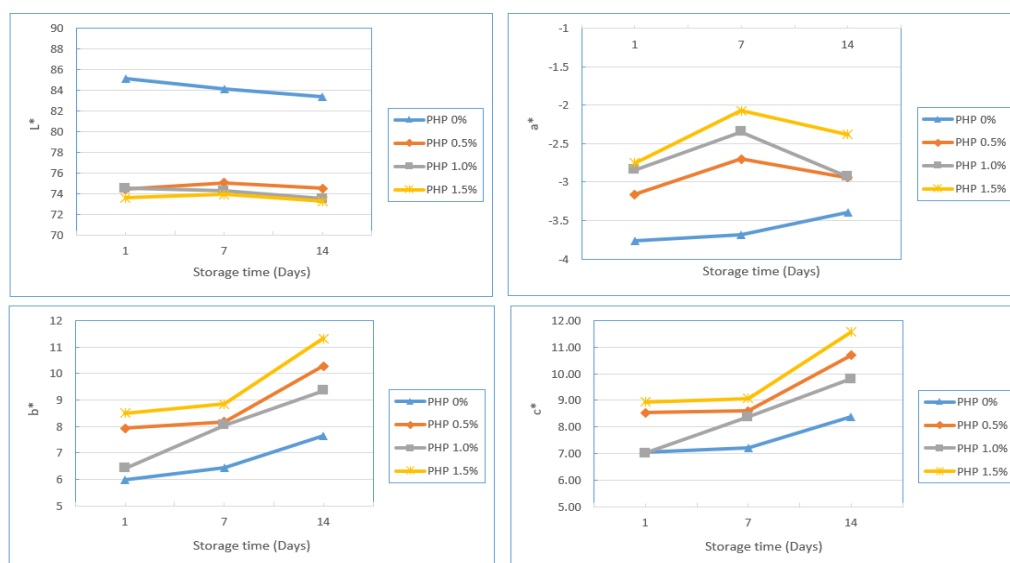 90
88
86
84
82
80
78
76
74
72
70
L*
1 7 14
Storage time (Days)
PHP 0%
PHP 0.5%
PHP 1.0%
PHP 1.5%
-1
-1.5
-2
-2.5
-3
-3.5
-4
a*
1 7 14
Storage time (Days)
PHP 0%
PHP 0.5%
PHP 1.0%
PHP 1.5%
12
11
10
9
8
7
6
5
b*
1 7 14
Storage time (Days)
PHP 0%
PHP 0.5%
PHP 1.0%
PHP 1.5%
12.00
11.00
10.00
9.00
8.00
7.00
6.00
5.00
c*
1 7 14
Storage time (Days)
PHP 0%
PHP 0.5%
PHP 1.0%
PHP 1.5%